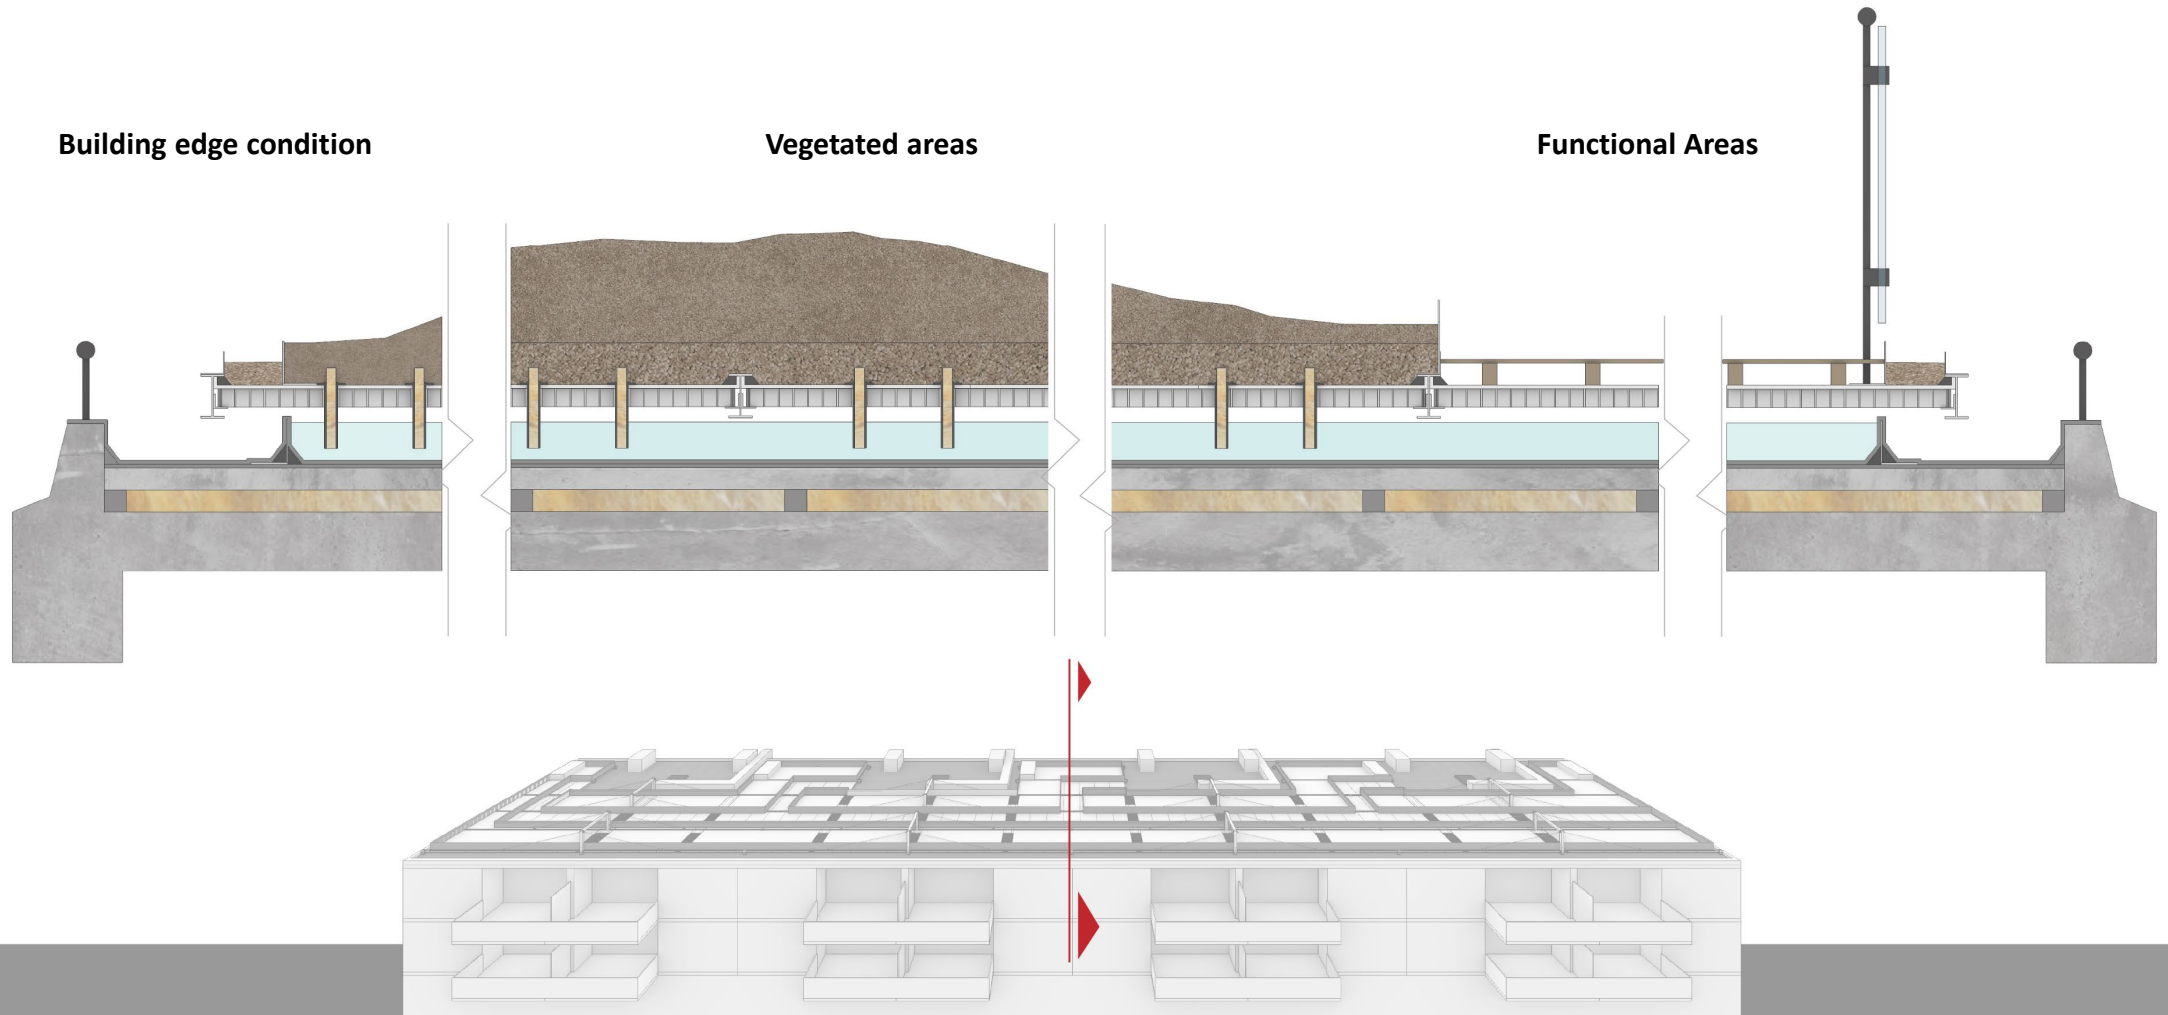 Building edge condition
Vegetated areas
Functional Areas